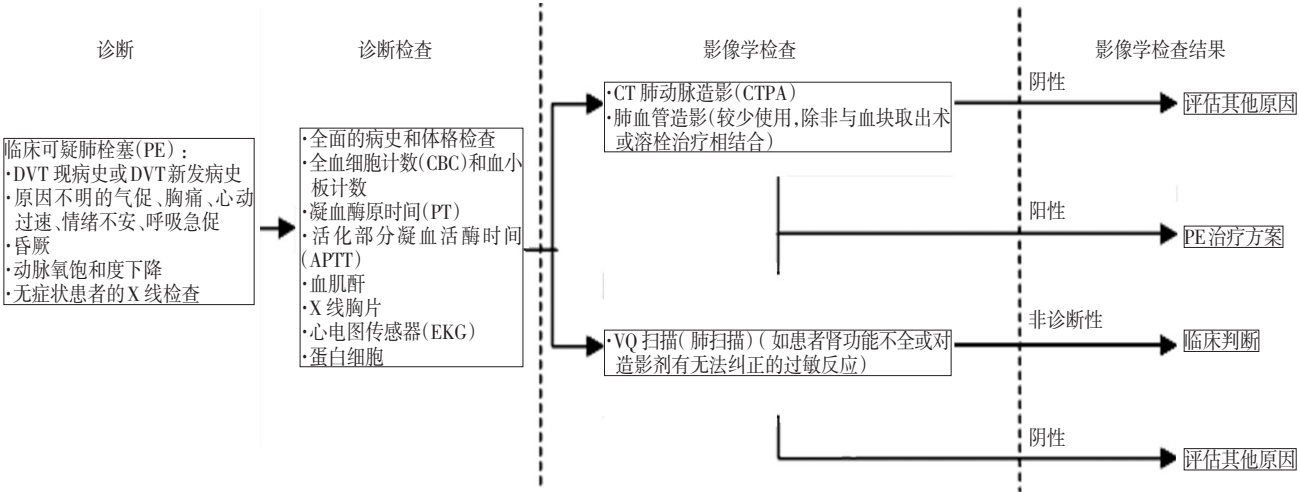 诊断
诊断检查
影像学检查
影像学检查结果
临床可疑肺栓塞(PE)：
·DVT 现病史或DVT新发病史
·原因不明的气促、胸痛、心动
过速、情绪不安、呼吸急促
·昏厥
·动脉氧饱和度下降
·无症状患者的X线检查
·全面的病史和体格检查
·全血细胞计数(CBC)和血小
板计数
·凝血酶原时间(PT)
·活化部分凝血活酶时间
(APTT)
·血肌酐
·X 线胸片
·心电图传感器(EKG)
·蛋白细胞
·CT 肺动脉造影(CTPA)
·肺血管造影(较少使用,除非与血块取出术
或溶栓治疗相结合)
·VQ 扫描( 肺扫描) ( 如患者肾功能不全或对
造影剂有无法纠正的过敏反应)
阴性
评估其他原因
阳性
PE治疗方案
非诊断性
临床判断
阴性
评估其他原因